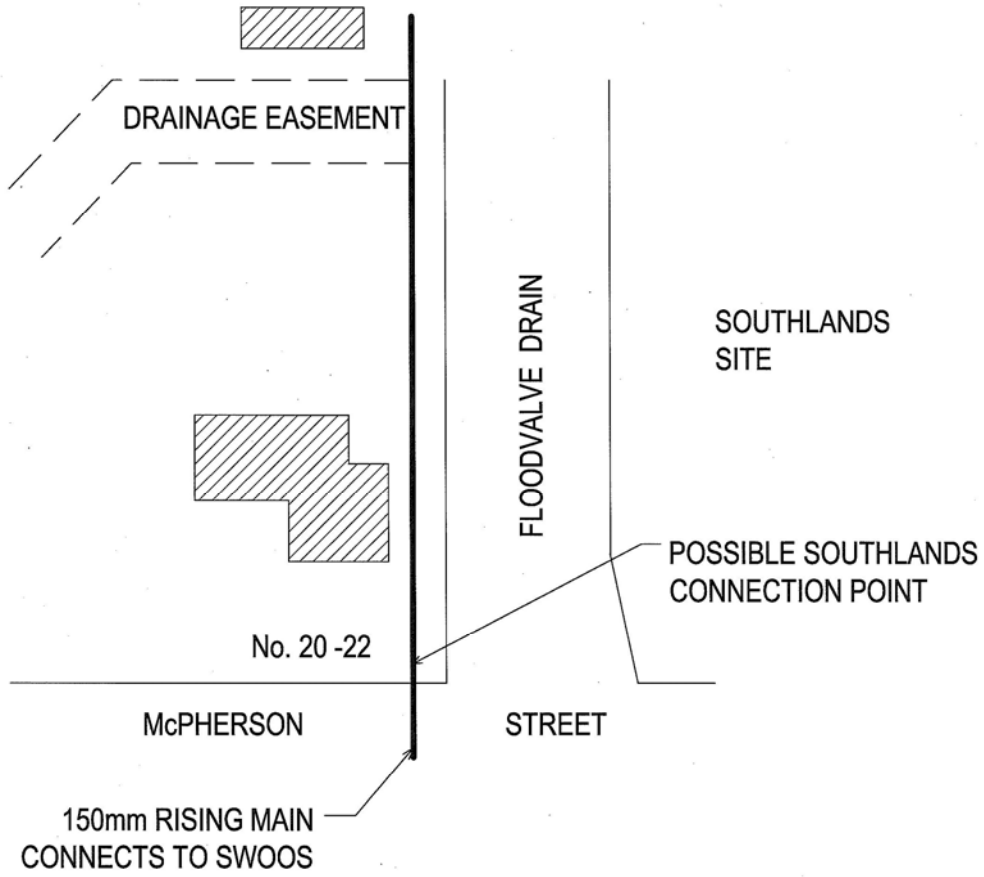 DRAINAGE EASEMENT
FLOODVALVE DRAIN
SOUTHLANDS
SITE
POSSIBLE SOUTHLANDS
CONNECTION POINT
No. 20 -22
McPHERSON STREET
150mm RISING MAIN
CONNECTS TO SWOOS